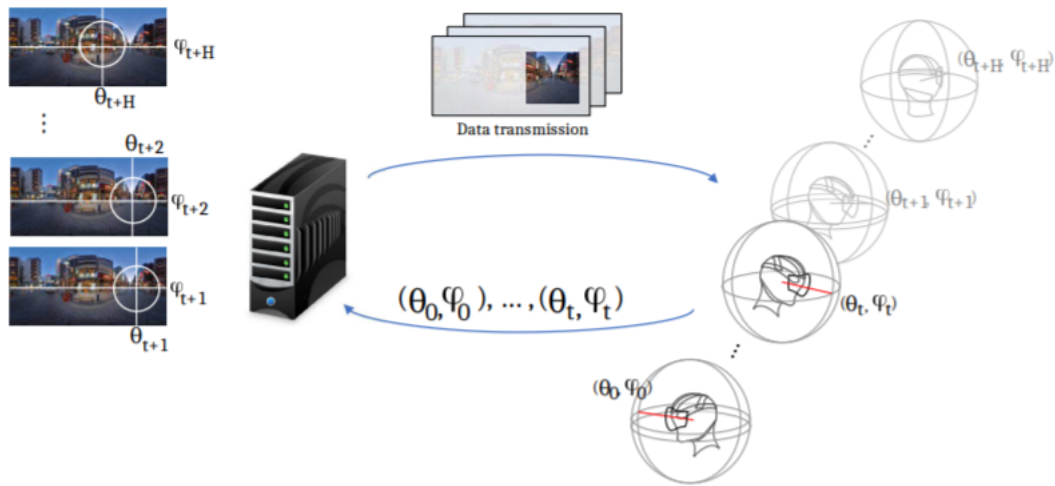 φt+H
θt+H
⋮
θt+2
φt+2
φt+1
θt+1
Data transmission
(θ0,φ0), ... ,(θt,φt)
(θt+H, φt+H)
(θt+1, φt+1)
(θt, φt)
(θ0, φ0)